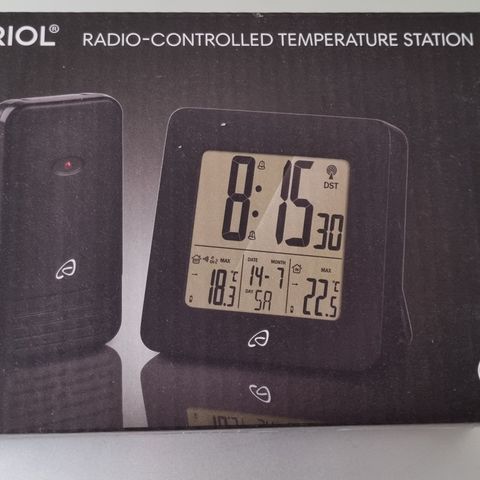 RIOL® RADIO-CONTROLLED TEMPERATURE STATION
8:15 30
DST
MAX DATE MONTH IN MAX
18.3 °C 14-7 22.5 °C
DAY SA